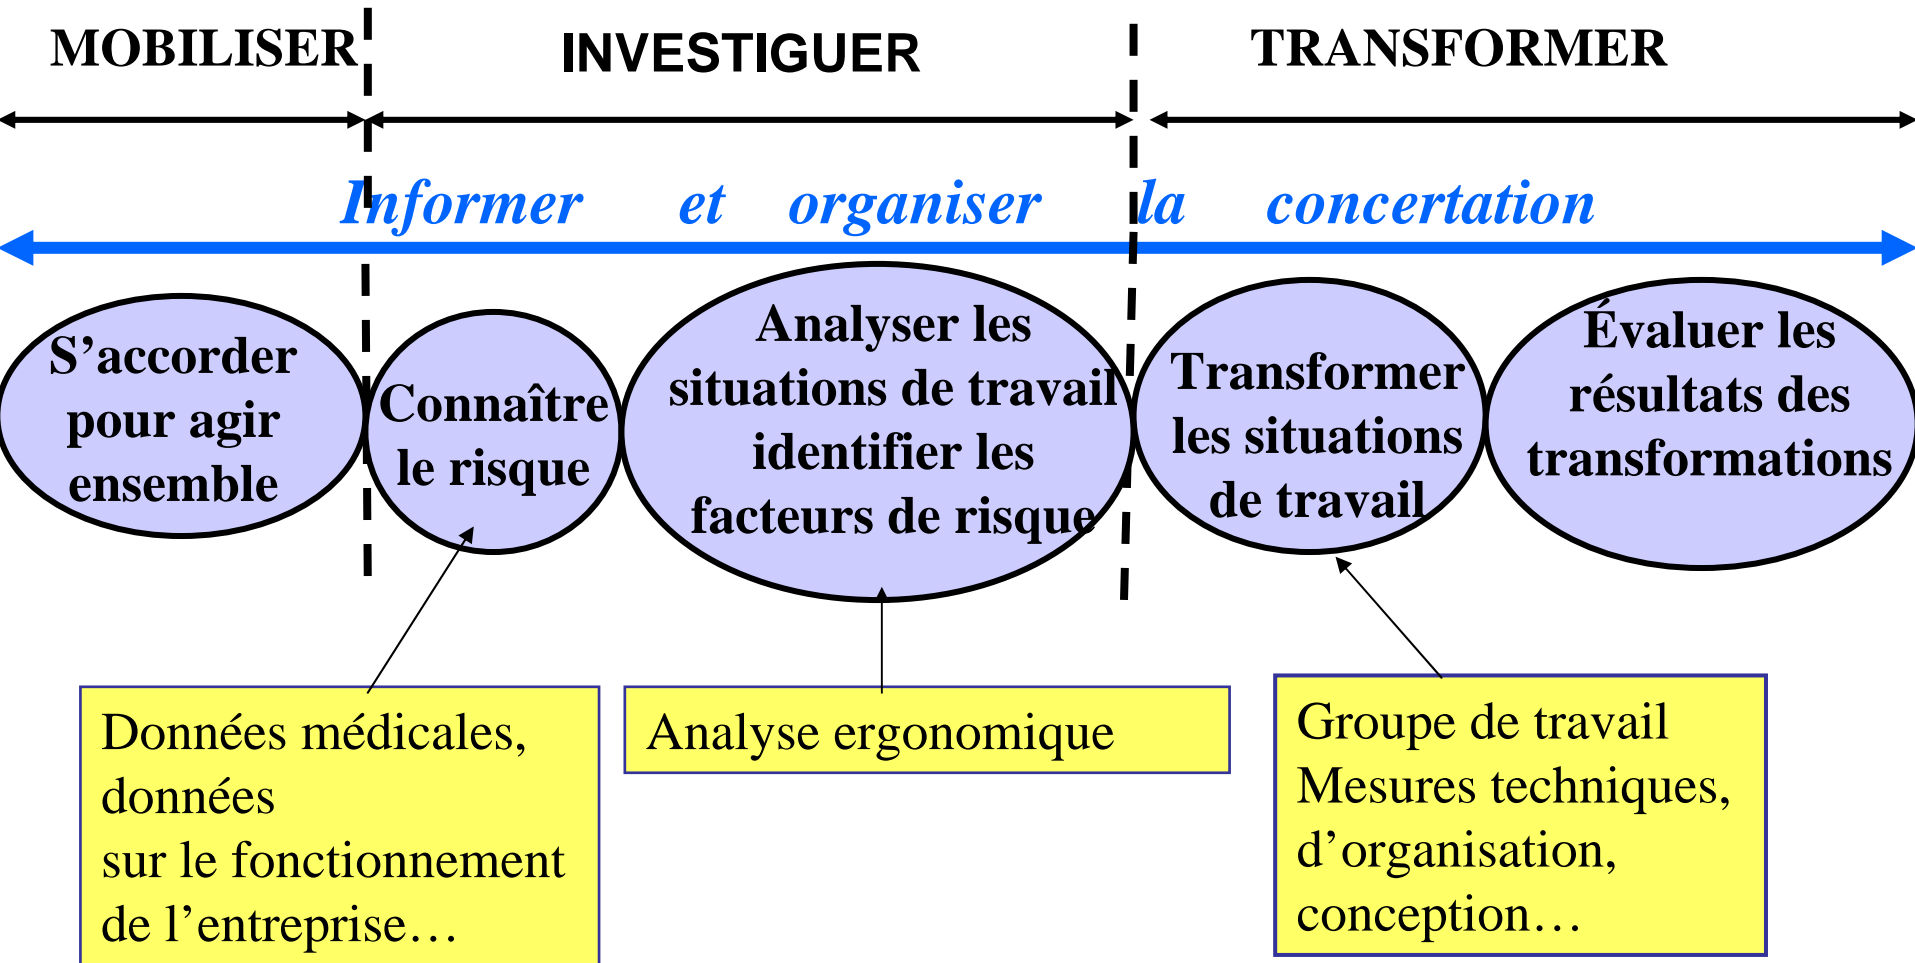 MOBILISER
INVESTIGUER
TRANSFORMER
Informer et organiser la concertation
S’accorder
pour agir
ensemble
Connaître
le risque
Analyser les
situations de travail
identifier les
facteurs de risque
Transformer
les situations
de travail
Évaluer les
résultats des
transformations
Données médicales,
données
sur le fonctionnement
de l’entreprise…
Analyse ergonomique
Groupe de travail
Mesures techniques,
d’organisation,
conception…